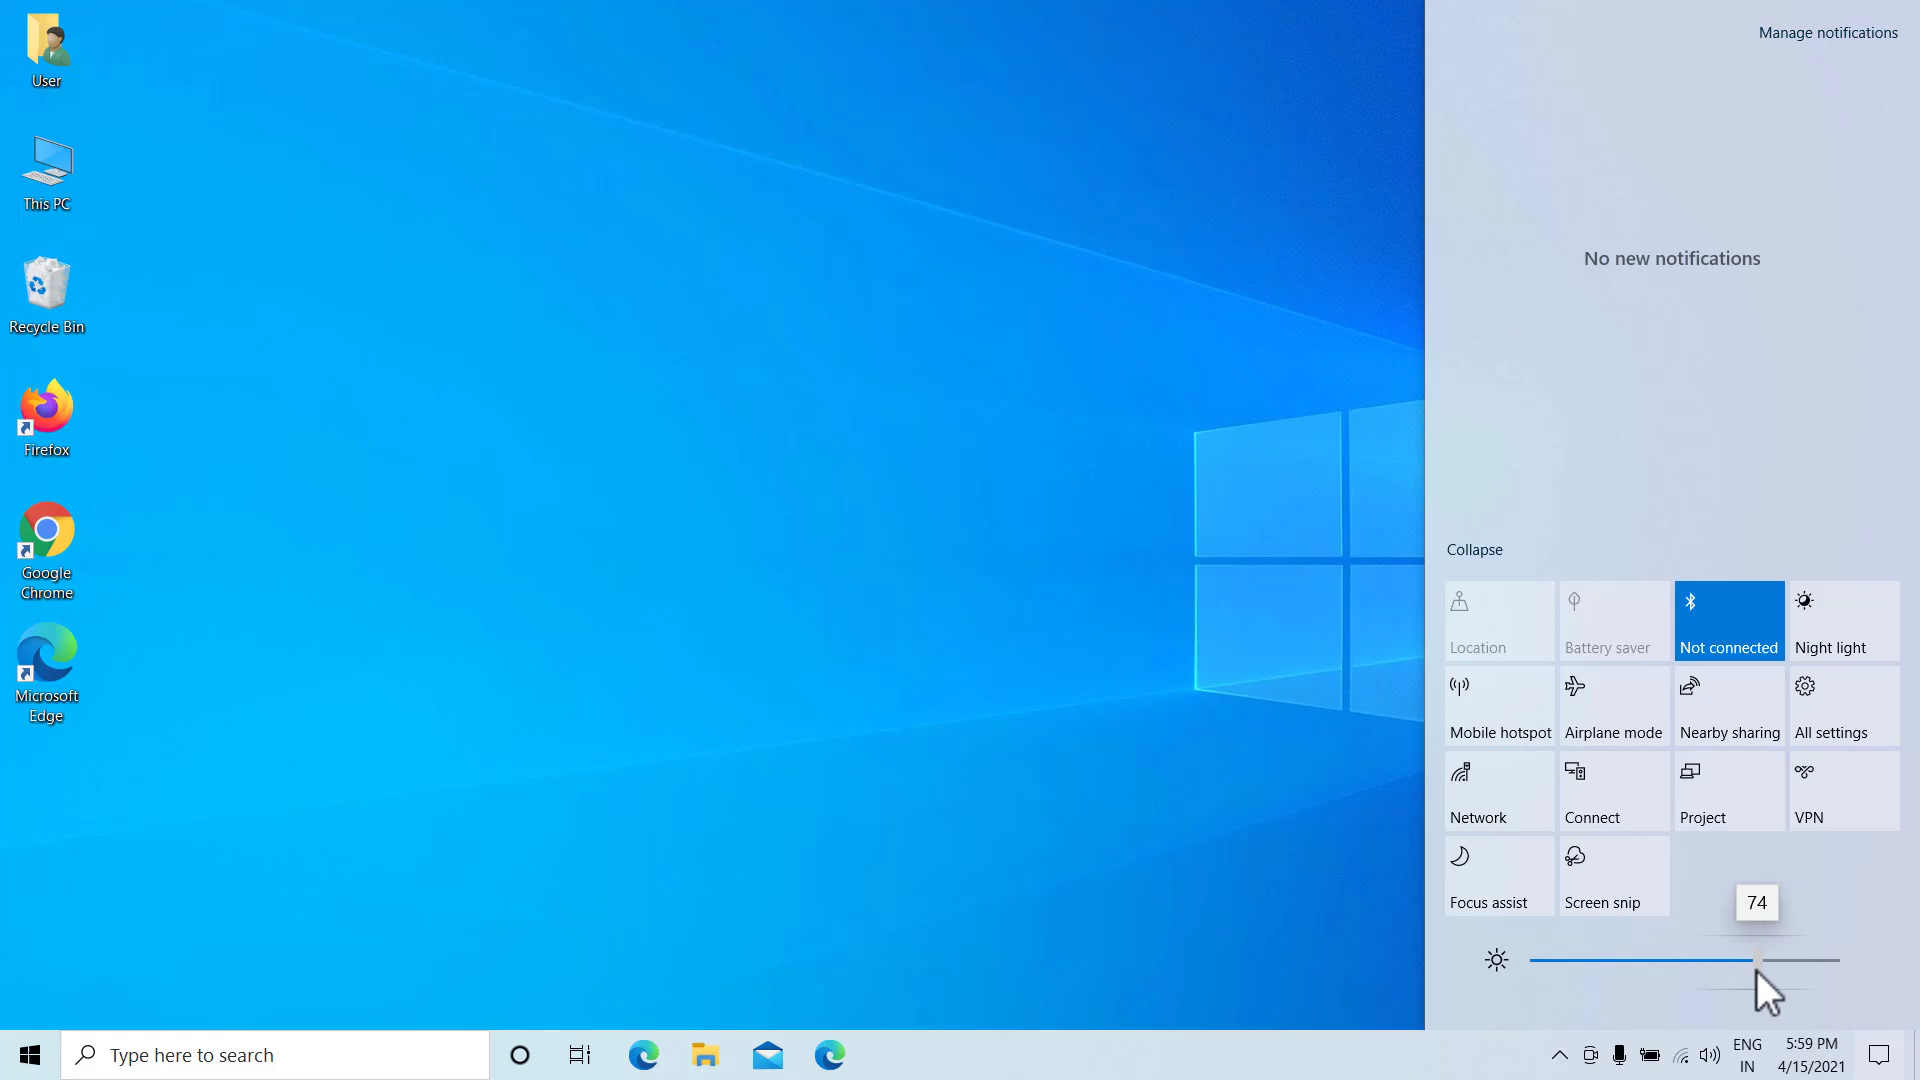 User
This PC
Recycle Bin
Firefox
Google
Chrome
Microsoft
Edge
Manage notifications
No new notifications
Collapse
Location
Battery saver
Not connected
Night light
Mobile hotspot
Airplane mode
Nearby sharing
All settings
Network
Connect
Project
VPN
Focus assist
Screen snip
74
Type here to search
ENG
IN
5:59 PM
4/15/2021